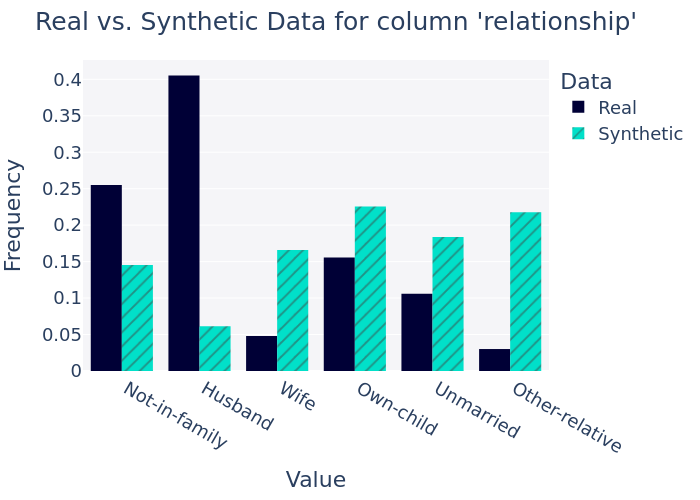 Real vs. Synthetic Data for column 'relationship'
Data
Real
Synthetic
Frequency
0.4
0.35
0.3
0.25
0.2
0.15
0.1
0.05
0
Not-in-family
Husband
Wife
Own-child
Unmarried
Other-relative
Value